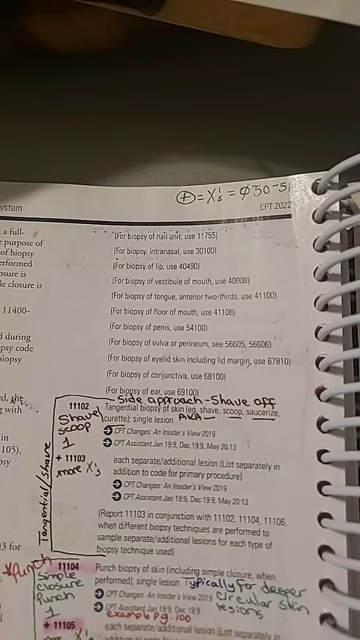 ystem
⊕ = X's = Ø 50-51
CPT 2022
a full-
e purpose of
of biopsy
erformed
osure is
le closure is
11400-
d during
psy code
iopsy
ed, the
g with
in
105),
03 for
(For biopsy of nail unit, use 11755)
(For biopsy, intranasal, use 30100)
(For biopsy of lip, use 40490)
(For biopsy of vestibule of mouth, use 40808)
(For biopsy of tongue, anterior two-thirds, use 41100)
(For biopsy of floor of mouth, use 41108)
(For biopsy of penis, use 54100)
(For biopsy of vulva or perineum, see 56605, 56606)
(For biopsy of eyelid skin including lid margin, use 67810)
(For biopsy of conjunctiva, use 68100)
(For biopsy of ear, use 69100)
Side approach - Shave off
11102 Tangential biopsy of skin (eg, shave, scoop, saucerize,
curette); single lesion AKA
Shave
scoop
1
CPT Changes: An Insider's View 2019
CPT Assistant Jan 19:9, Dec 19:9, May 20:13
+ 11103 each separate/additional lesion (List separately in
addition to code for primary procedure)
more X's
CPT Changes: An Insider's View 2019
CPT Assistant Jan 19:9, Dec 19:9, May 20:13
(Report 11103 in conjunction with 11102, 11104, 11106,
when different biopsy techniques are performed to
sample separate/additional lesions for each type of
biopsy technique used)
Tangential/Shave
*Punch
11104 Punch biopsy of skin (including simple closure, when
performed); single lesion Typically for deeper
Circular Skin
lesions
Simple
closure
Punch
1
CPT Changes: An Insider's View 2019
CPT Assistant Jan 19:9, Dec 19:9
example pg. 100
+ 11105 each separate/additional lesion (List separately in
X's